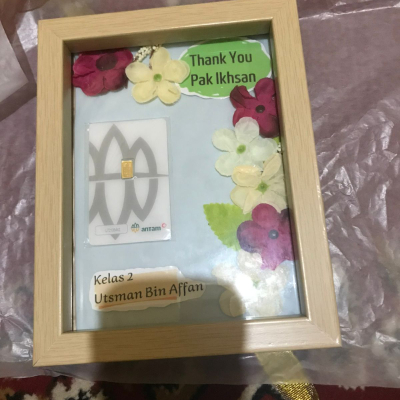 Thank You
Pak Ikhsan
antam
Kelas 2
Utsman Bin Affan